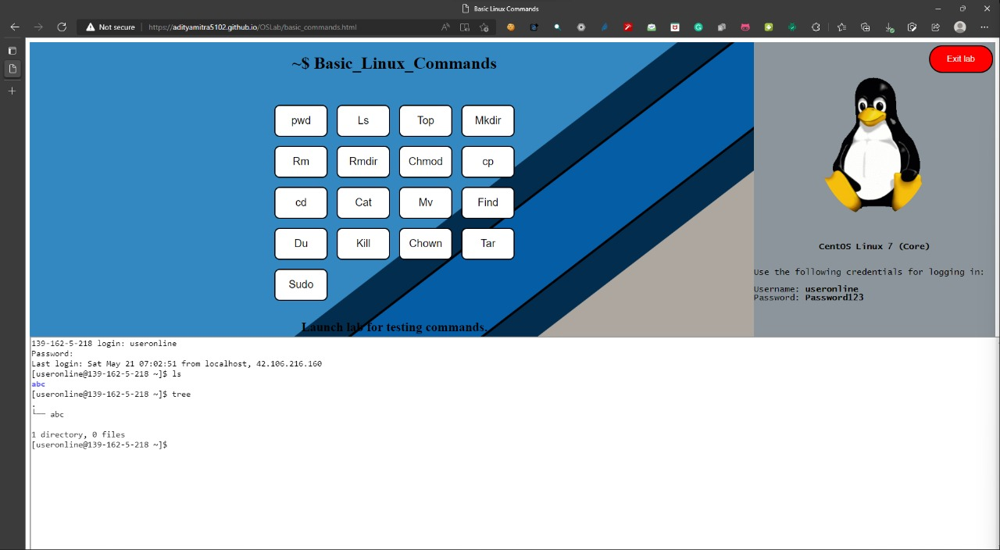 Basic Linux Commands
Not secure
https://adityamitra5102.github.io/OSLab/basic_commands.html
~$ Basic_Linux_Commands
Exit lab
pwd
Ls
Top
Mkdir
Rm
Rmdir
Chmod
cp
cd
Cat
Mv
Find
Du
Kill
Chown
Tar
Sudo
Launch lab for testing commands.
CentOS Linux 7 (Core)
Use the following credentials for logging in:
Username: useronline
Password: Password123
139-162-5-218 login: useronline
Password:
Last login: Sat May 21 07:02:51 from localhost, 42.106.216.160
[useronline@139-162-5-218 ~]$ ls
abc
[useronline@139-162-5-218 ~]$ tree
.
└── abc
1 directory, 0 files
[useronline@139-162-5-218 ~]$